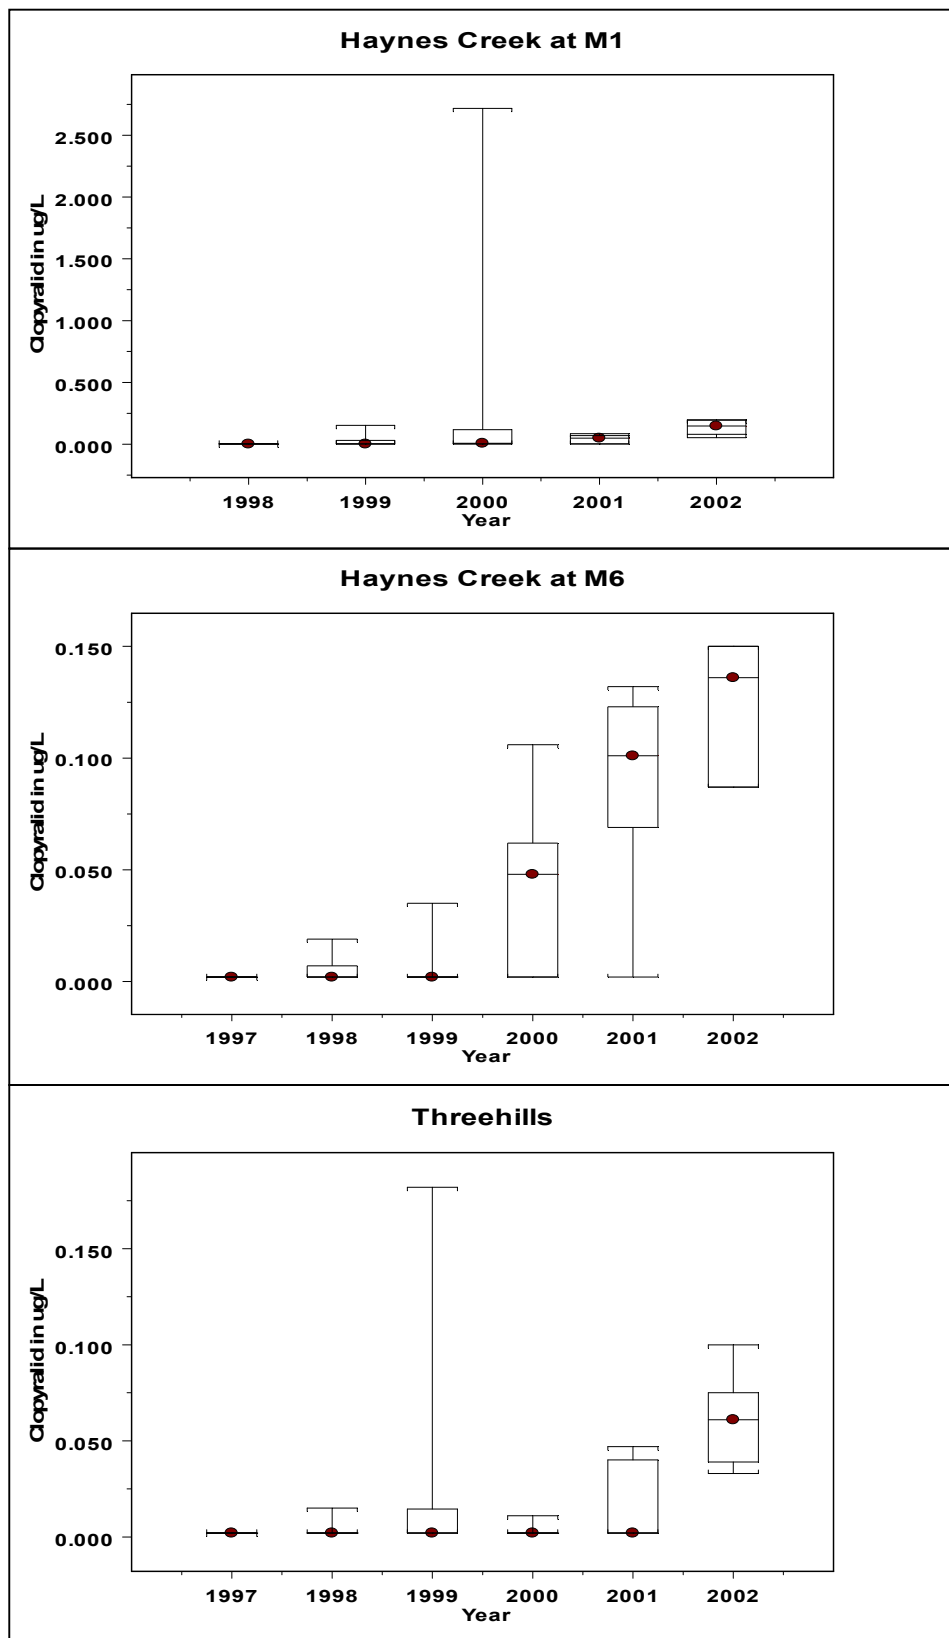 Haynes Creek at M1
Clopyralid in ug/L
2.500
2.000
1.500
1.000
0.500
0.000
1998 1999 2000 2001 2002
Year
Haynes Creek at M6
Clopyralid in ug/L
0.150
0.100
0.050
0.000
1997 1998 1999 2000 2001 2002
Year
Threehills
Clopyralid in ug/L
0.150
0.100
0.050
0.000
1997 1998 1999 2000 2001 2002
Year